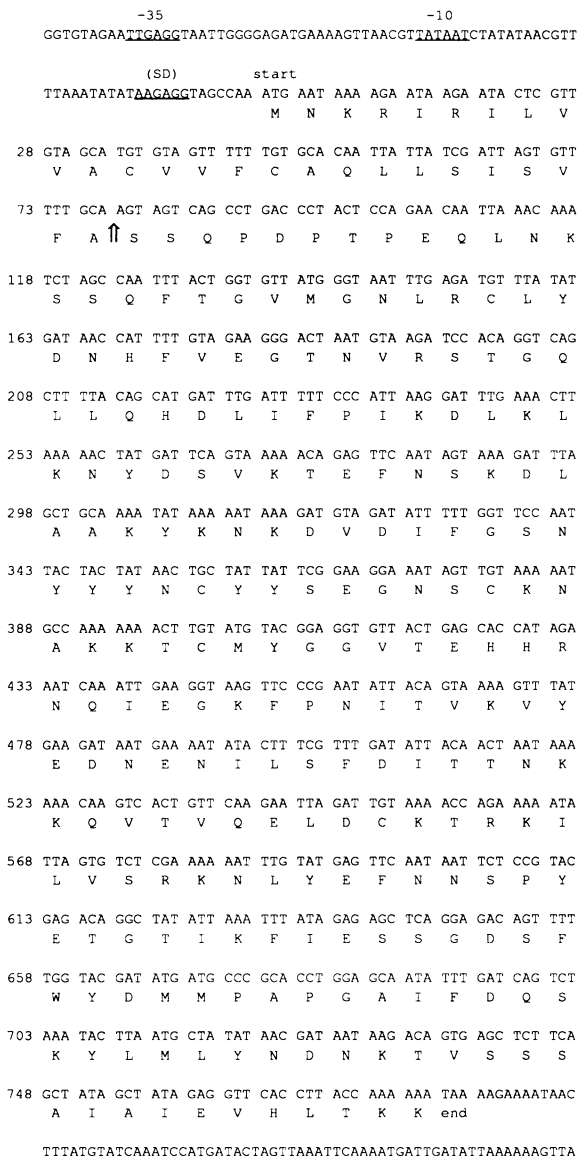 -35 -10
GGTGTAGAATTGAGGTAATTGGGGAGATGAAAAGTTAACGTTATAATCTATATAACGTT
(SD) start
TTAAATATATAAGAGGTAGCCAA ATG AAT AAA AGA ATA AGA ATA CTC GTT
M N K R I R I L V
28 GTA GCA TGT GTA GTT TTT TGT GCA CAA TTA TTA TCG ATT AGT GTT
V A C V V F C A Q L L S I S V
73 TTT GCA AGT AGT CAG CCT GAC CCT ACT CCA GAA CAA TTA AAC AAA
F A ⇑ S S Q P D P T P E Q L N K
118 TCT AGC CAA TTT ACT GGT GTT ATG GGT AAT TTG AGA TGT TTA TAT
S S Q F T G V M G N L R C L Y
163 GAT AAC CAT TTT GTA GAA GGG ACT AAT GTA AGA TCC ACA GGT CAG
D N H F V E G T N V R S T G Q
208 CTT TTA CAG CAT GAT TTG ATT TTT CCC ATT AAG GAT TTG AAA CTT
L L Q H D L I F P I K D L K L
253 AAA AAC TAT GAT TCA GTA AAA ACA GAG TTC AAT AGT AAA GAT TTA
K N Y D S V K T E F N S K D L
298 GCT GCA AAA TAT AAA AAT AAA GAT GTA GAT ATT TTT GGT TCC AAT
A A K Y K N K D V D I F G S N
343 TAC TAC TAT AAC TGC TAT TAT TCG GAA GGA AAT AGT TGT AAA AAT
Y Y Y N C Y Y S E G N S C K N
388 GCC AAA AAA ACT TGT ATG TAC GGA GGT GTT ACT GAG CAC CAT AGA
A K K T C M Y G G V T E H H R
433 AAT CAA ATT GAA GGT AAG TTC CCG AAT ATT ACA GTA AAA GTT TAT
N Q I E G K F P N I T V K V Y
478 GAA GAT AAT GAA AAT ATA CTT TCG TTT GAT ATT ACA ACT AAT AAA
E D N E N I L S F D I T T N K
523 AAA CAA GTC ACT GTT CAA GAA TTA GAT TGT AAA ACC AGA AAA ATA
K Q V T V Q E L D C K T R K I
568 TTA GTG TCT CGA AAA AAT TTG TAT GAG TTC AAT AAT TCT CCG TAC
L V S R K N L Y E F N N S P Y
613 GAG ACA GGC TAT ATT AAA TTT ATA GAG AGC TCA GGA GAC AGT TTT
E T G T I K F I E S S G D S F
658 TGG TAC GAT ATG ATG CCC GCA CCT GGA GCA ATA TTT GAT CAG TCT
W Y D M M P A P G A I F D Q S
703 AAA TAC TTA ATG CTA TAT AAC GAT AAT AAG ACA GTG AGC TCT TCA
K Y L M L Y N D N K T V S S S
748 GCT ATA GCT ATA GAG GTT CAC CTT ACC AAA AAA TAA AAGAAAATAAC
A I A I E V H L T K K end
TTTATGTATCAAATCCATGATACTAGTTAAATTCAAAATGATTGATATTAAAAAAGTTA